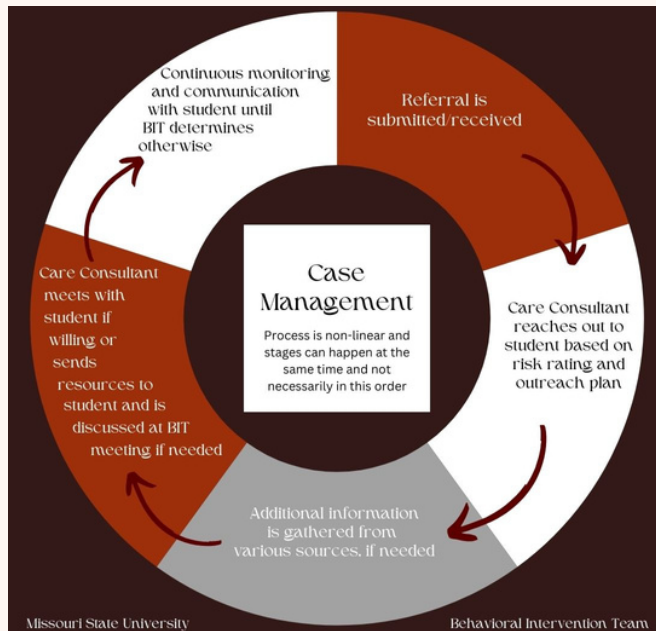 Case
Management
Process is non-linear and
stages can happen at the
same time and not
necessarily in this order
Referral is
submitted/received
Care Consultant
reaches out to
student based on
risk rating and
outreach plan
Additional information
is gathered from
various sources, if needed
Care Consultant
meets with
student if
willing or
sends
resources to
student and is
discussed at BIT
meeting if needed
Continuous monitoring
and communication
with student until
BIT determines
otherwise
Missouri State University
Behavioral Intervention Team